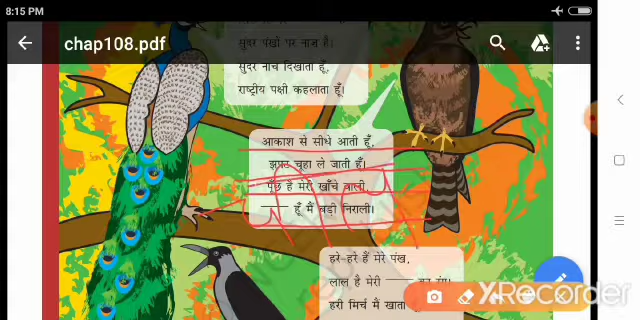 8:15 PM
chap108.pdf
सुंदर पंखों पर नाज़ है।
सुंदर नाच दिखाता हूँ,
राष्ट्रीय पक्षी कहलाता हूँ।
आकाश से सीधे आती हूँ,
झपट चूहा ले जाती हूँ।
पूँछ है मेरी खाँचे वाली,
हूँ मैं बड़ी निराली।
हरे-हरे हैं मेरे पंख,
लाल है मेरी
हरी मिर्च मैं खाता
XRecorder